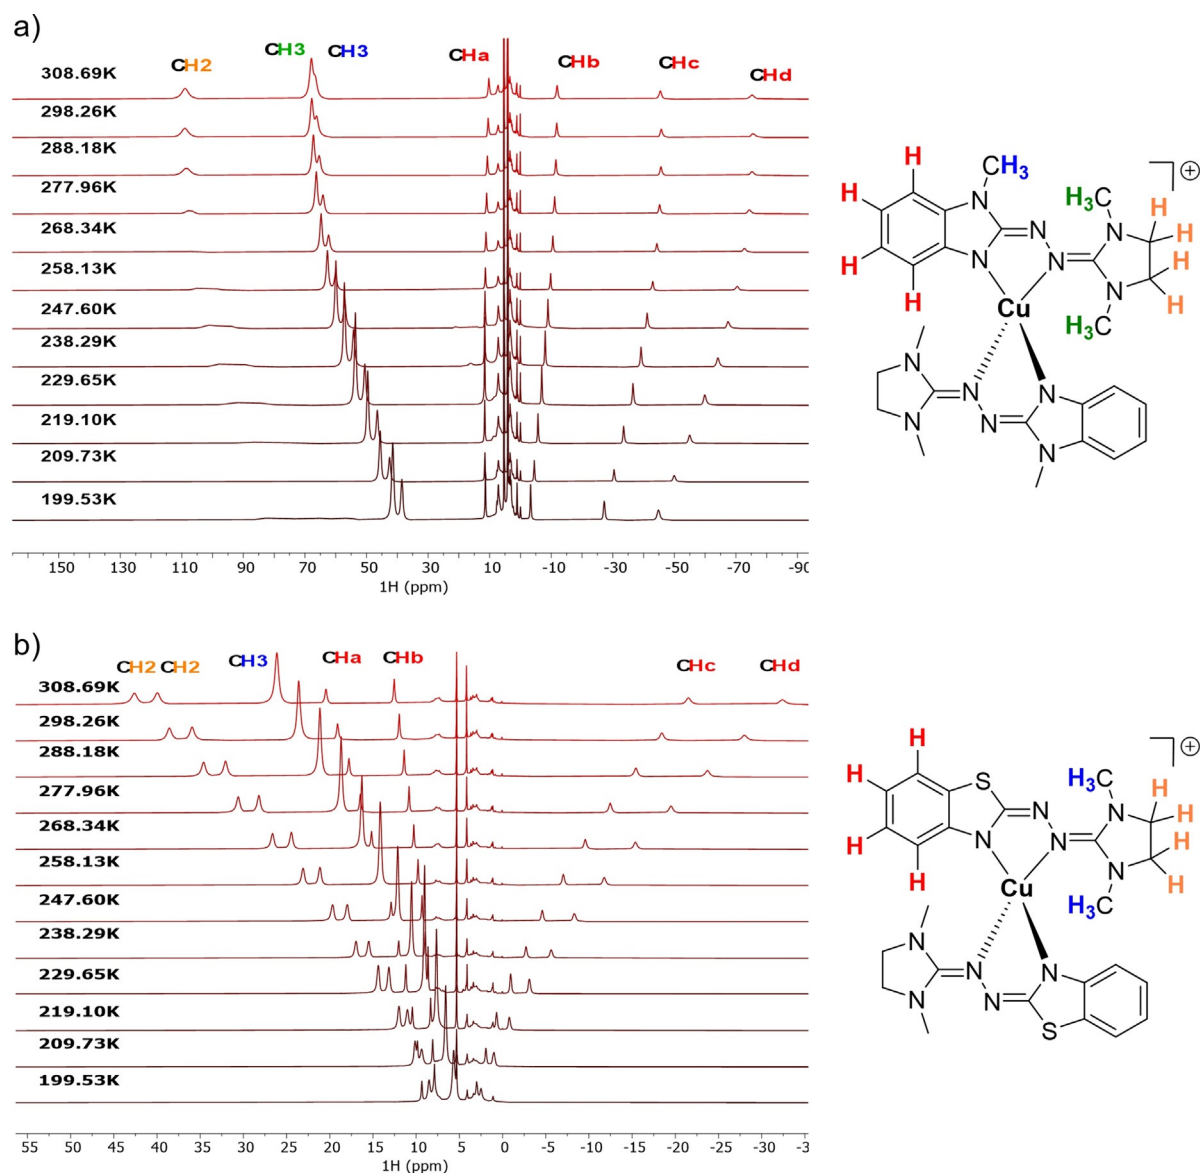 a)
CH2 CH3 CH3 CHa CHb CHc CHd
308.69K
298.26K
288.18K
277.96K
268.34K
258.13K
247.60K
238.29K
229.65K
219.10K
209.73K
199.53K
150 130 110 90 70 50 30 10 -10 -30 -50 -70 -90
1H (ppm)
H CH3 +
H N H3C H
N N H
H N N N H
H N H
Cu H3C
N N N
N N
N N
b)
CH2 CH2 CH3 CHa CHb CHc CHd
308.69K
298.26K
288.18K
277.96K
268.34K
258.13K
247.60K
238.29K
229.65K
219.10K
209.73K
199.53K
55 50 45 40 35 30 25 20 15 10 5 0 -5 -10 -15 -20 -25 -30 -35
1H (ppm)
H +
H S H3C H
N N H
H N N N H
H N H
Cu H3C
N N N
N N
S